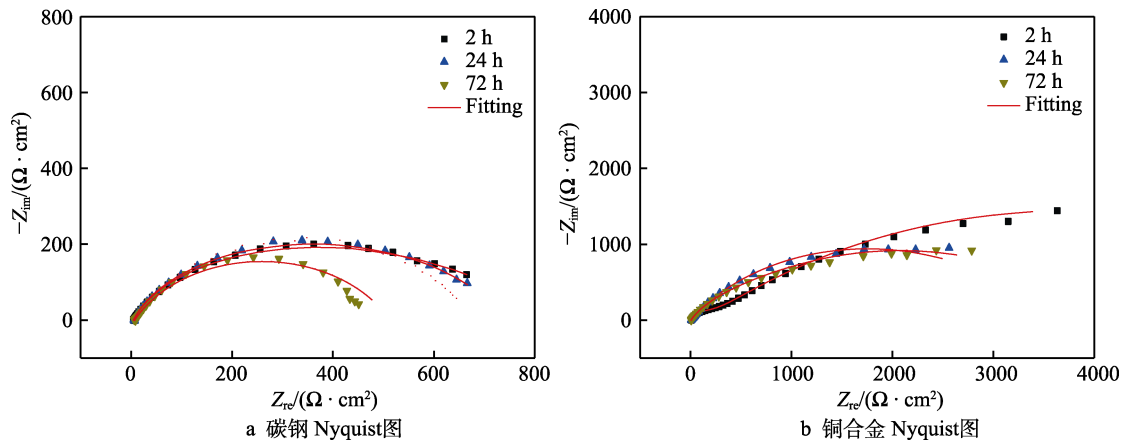 800
600
400
200
0
−Zim/(Ω · cm²)
2 h
24 h
72 h
Fitting
0 200 400 600 800
Zre/(Ω · cm²)
a 碳钢 Nyquist图
4000
3000
2000
1000
0
−Zim/(Ω · cm²)
2 h
24 h
72 h
Fitting
0 1000 2000 3000 4000
Zre/(Ω · cm²)
b 铜合金 Nyquist图